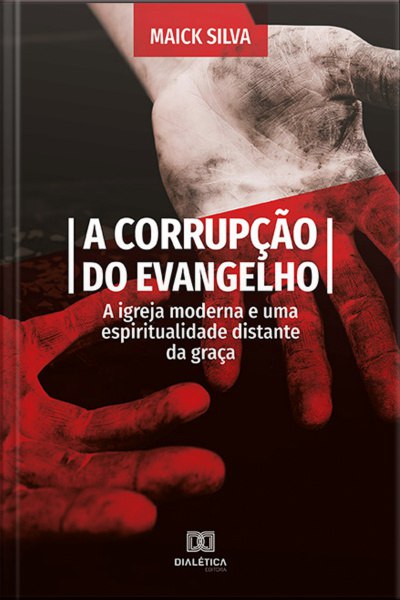 MAICK SILVA
A CORRUPÇÃO
DO EVANGELHO
A igreja moderna e uma
espiritualidade distante
da graça
DIALÉTICA
EDITORA